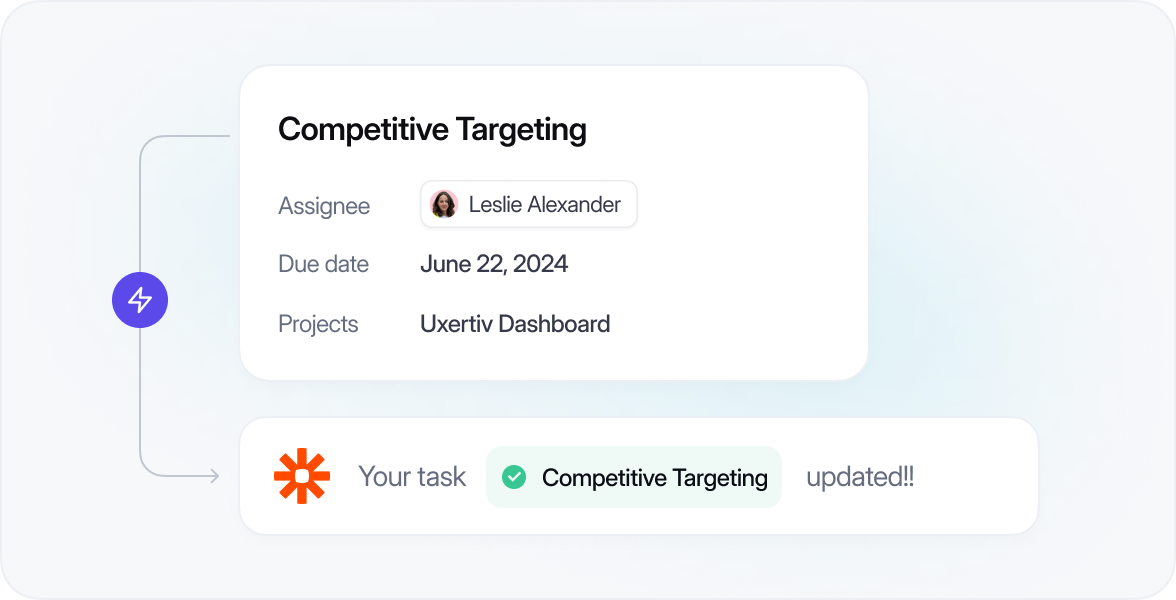 Competitive Targeting
Assignee Leslie Alexander
Due date June 22, 2024
Projects Uxertiv Dashboard
Your task Competitive Targeting updated!!